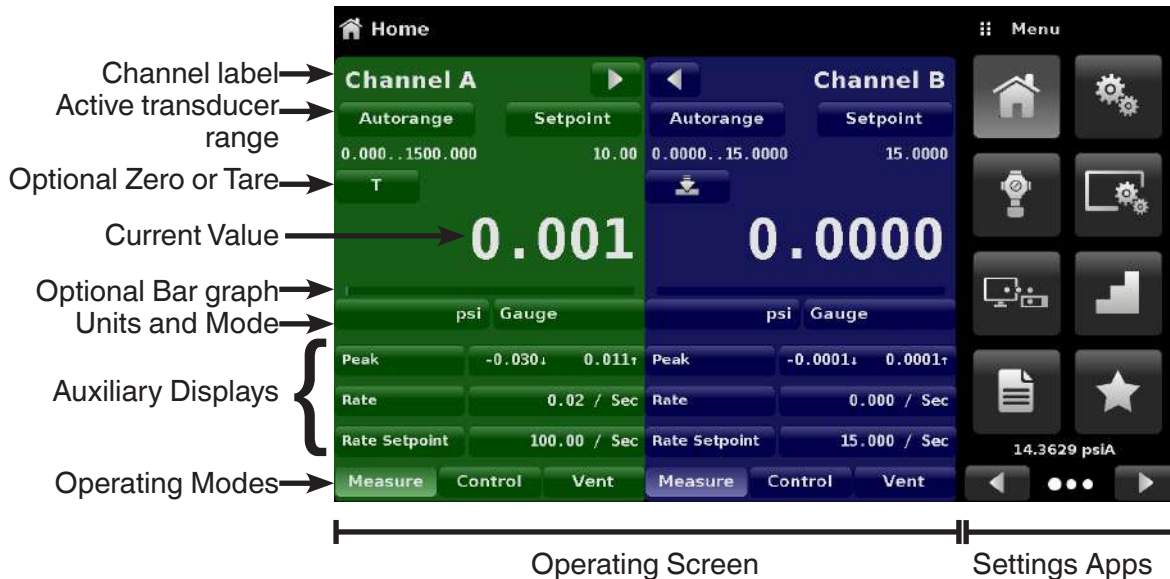 Home
Menu
Channel label
Channel A
Channel B
Active transducer
range
Autorange
Setpoint
Autorange
Setpoint
0.000..1500.000
10.00
0.0000..15.0000
15.0000
Optional Zero or Tare
T
Current Value
0.001
0.0000
Optional Bar graph
Units and Mode
psi
Gauge
psi
Gauge
Auxiliary Displays
Peak
-0.030↓ 0.011↑
Peak
-0.0001↓ 0.0001↑
Rate
0.02 / Sec
Rate
0.000 / Sec
Rate Setpoint
100.00 / Sec
Rate Setpoint
15.000 / Sec
14.3629 psiA
Operating Modes
Measure
Control
Vent
Measure
Control
Vent
Operating Screen
Settings Apps